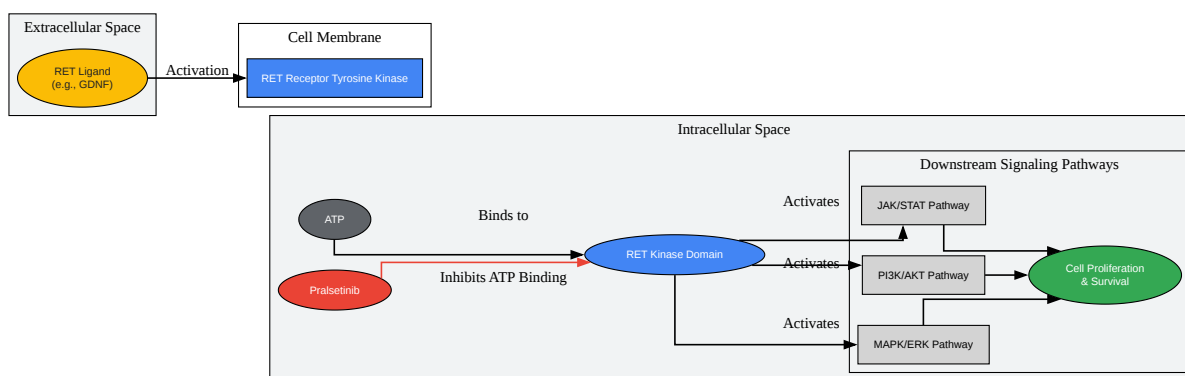 Extracellular Space
RET Ligand
(e.g., GDNF)
Activation
Cell Membrane
RET Receptor Tyrosine Kinase
Intracellular Space
Downstream Signaling Pathways
ATP
Binds to
Pralsetinib
Inhibits ATP Binding
RET Kinase Domain
Activates
JAK/STAT Pathway
Activates
PI3K/AKT Pathway
Activates
MAPK/ERK Pathway
Cell Proliferation
& Survival